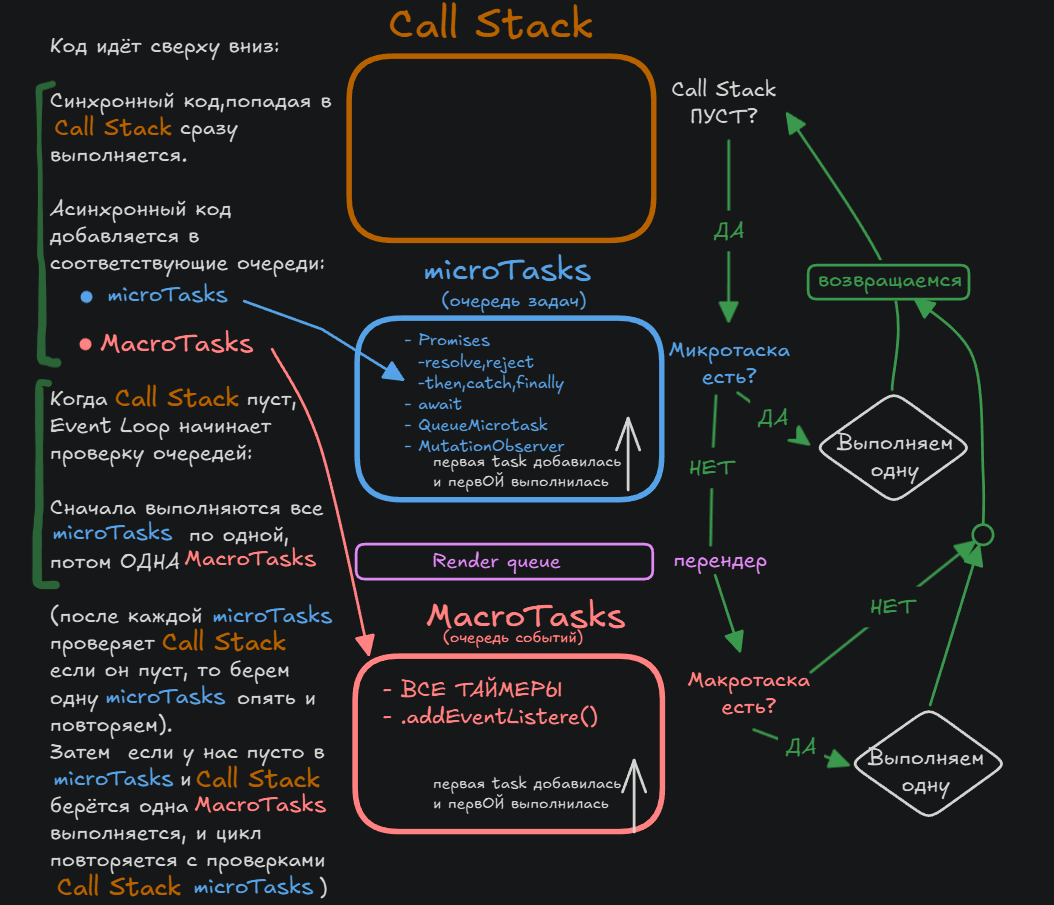 Код идёт сверху вниз:
Синхронный код,попадая в
Call Stack сразу
выполняется.
Асинхронный код
добавляется в
соответствующие очереди:
microTasks
MacroTasks
Когда Call Stack пуст,
Event Loop начинает
проверку очередей:
Сначала выполняются все
microTasks по одной,
потом ОДНА MacroTasks
(после каждой microTasks
проверяет Call Stack
если он пуст, то берем
одну microTasks опять и
повторяем).
Затем если у нас пусто в
microTasks и Call Stack
берётся одна MacroTasks
выполняется, и цикл
повторяется с проверками
Call Stack microTasks )
Call Stack
microTasks
(очередь задач)
- Promises
-resolve,reject
-then,catch,finally
- await
- QueueMicrotask
- MutationObserver
первая task добавилась
и первОЙ выполнилась
Render queue
MacroTasks
(очередь событий)
- ВСЕ ТАЙМЕРЫ
- .addEventListere()
первая task добавилась
и первОЙ выполнилась
Call Stack
ПУСТ?
ДА
возвращаемся
Микротаска
есть?
ДА
Выполняем
одну
НЕТ
перендер
НЕТ
Макротаска
есть?
ДА
Выполняем
одну